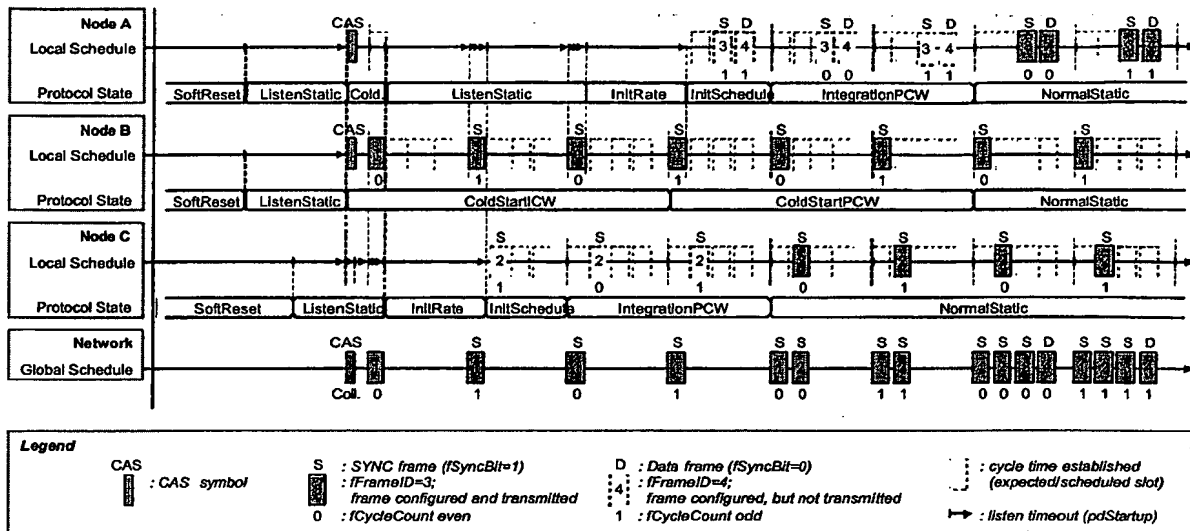 Node A
Local Schedule
Protocol State
CAS S D S D S D S D S D
3 4 3 4 3 4
1 1 0 0 1 1 0 0 1 1
SoftReset ListenStatic Cold. ListenStatic InitRate InitSchedule IntegrationPCW NormalStatic
Node B
Local Schedule
Protocol State
CAS S S S S S S S
0 1 0 1 0 1 0 1
SoftReset ListenStatic ColdStartICW ColdStartPCW NormalStatic
Node C
Local Schedule
Protocol State
S S S S S S S
2 2 2
1 0 1 0 1 0 1
SoftReset ListenStatic InitRate InitSchedule IntegrationPCW NormalStatic
Network
Global Schedule
CAS S S S S S S S S S S D S S S D
Coll. 0 1 0 1 0 0 1 1 0 0 0 0 1 1 1 1
Legend
CAS
: CAS symbol
S : SYNC frame (fSyncBit=1)
: fFrameID=3;
frame configured and transmitted
0 : fCycleCount even
D : Data frame (fSyncBit=0)
4 : fFrameID=4;
frame configured, but not transmitted
1 : fCycleCount odd
: cycle time established
(expected/scheduled slot)
: listen timeout (pdStartup)